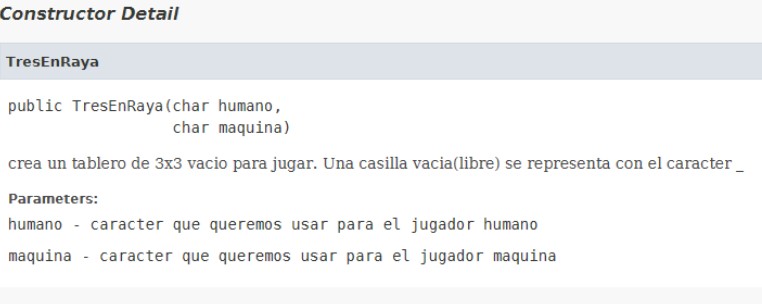 Constructor Detail
TresEnRaya
public TresEnRaya(char humano,
char maquina)
crea un tablero de 3x3 vacio para jugar. Una casilla vacia(libre) se representa con el caracter _
Parameters:
humano - caracter que queremos usar para el jugador humano
maquina - caracter que queremos usar para el jugador maquina